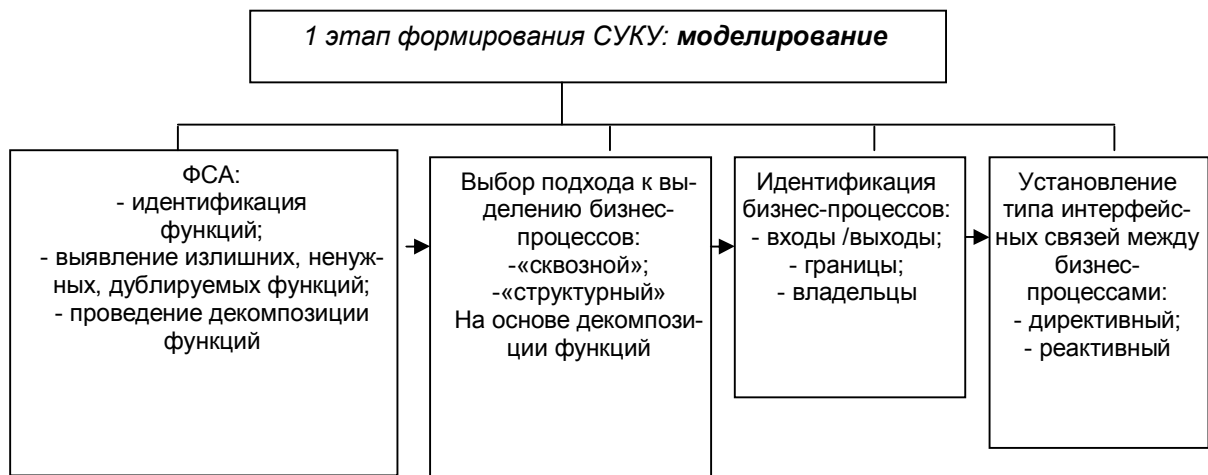 1 этап формирования СУКУ: моделирование
ФСА:
- идентификация
функций;
- выявление излишних, ненуж-
ных, дублируемых функций;
- проведение декомпозиции
функций
Выбор подхода к вы-
делению бизнес-
процессов:
-«сквозной»;
-«структурный»
На основе декомпози-
ции функций
Идентификация
бизнес-процессов:
- входы /выходы;
- границы;
- владельцы
Установление
типа интерфейс-
ных связей между
бизнес-
процессами:
- директивный;
- реактивный